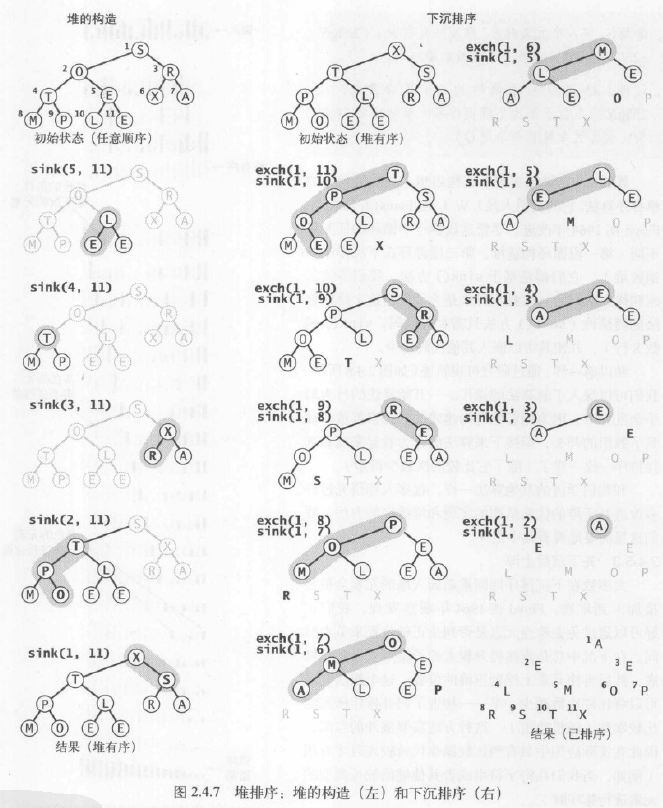 堆的构造
1 S
2 O 3 R
4 T 5 E 6 X 7 A
8 M 9 P 10 L 11 E
初始状态（任意顺序）
sink(5, 11)
S
O R
T L X A
M P E E
sink(4, 11)
S
O R
T L X A
M P E E
sink(3, 11)
S
O X
T L R A
M P E E
sink(2, 11)
S
T X
P L R A
M O E E
sink(1, 11)
X
T S
P L R A
M O E E
结果（堆有序）
下沉排序
X
T S
P L R A
M O E E
初始状态（堆有序）
exch(1, 11)
sink(1, 10)
T
P S
O L R A
M E E X
exch(1, 10)
sink(1, 9)
S
P R
O L E A
M E T X
exch(1, 9)
sink(1, 8)
R
P E
O L E A
M S T X
exch(1, 8)
sink(1, 7)
P
O E
M L E A
R S T X
exch(1, 7)
sink(1, 6)
O
M E
A L E P
R S T X
exch(1, 6)
sink(1, 5)
M
L E
A E O P
R S T X
exch(1, 5)
sink(1, 4)
L
E E
A M O P
R S T X
exch(1, 4)
sink(1, 3)
E
A E
L M O P
R S T X
exch(1, 3)
sink(1, 2)
E
A E
L M O P
R S T X
exch(1, 2)
sink(1, 1)
A
E E
L M O P
R S T X
1 A
2 E 3 E
4 L 5 M 6 O 7 P
8 R 9 S 10 T 11 X
结果（已排序）
图 2.4.7 堆排序：堆的构造（左）和下沉排序（右）